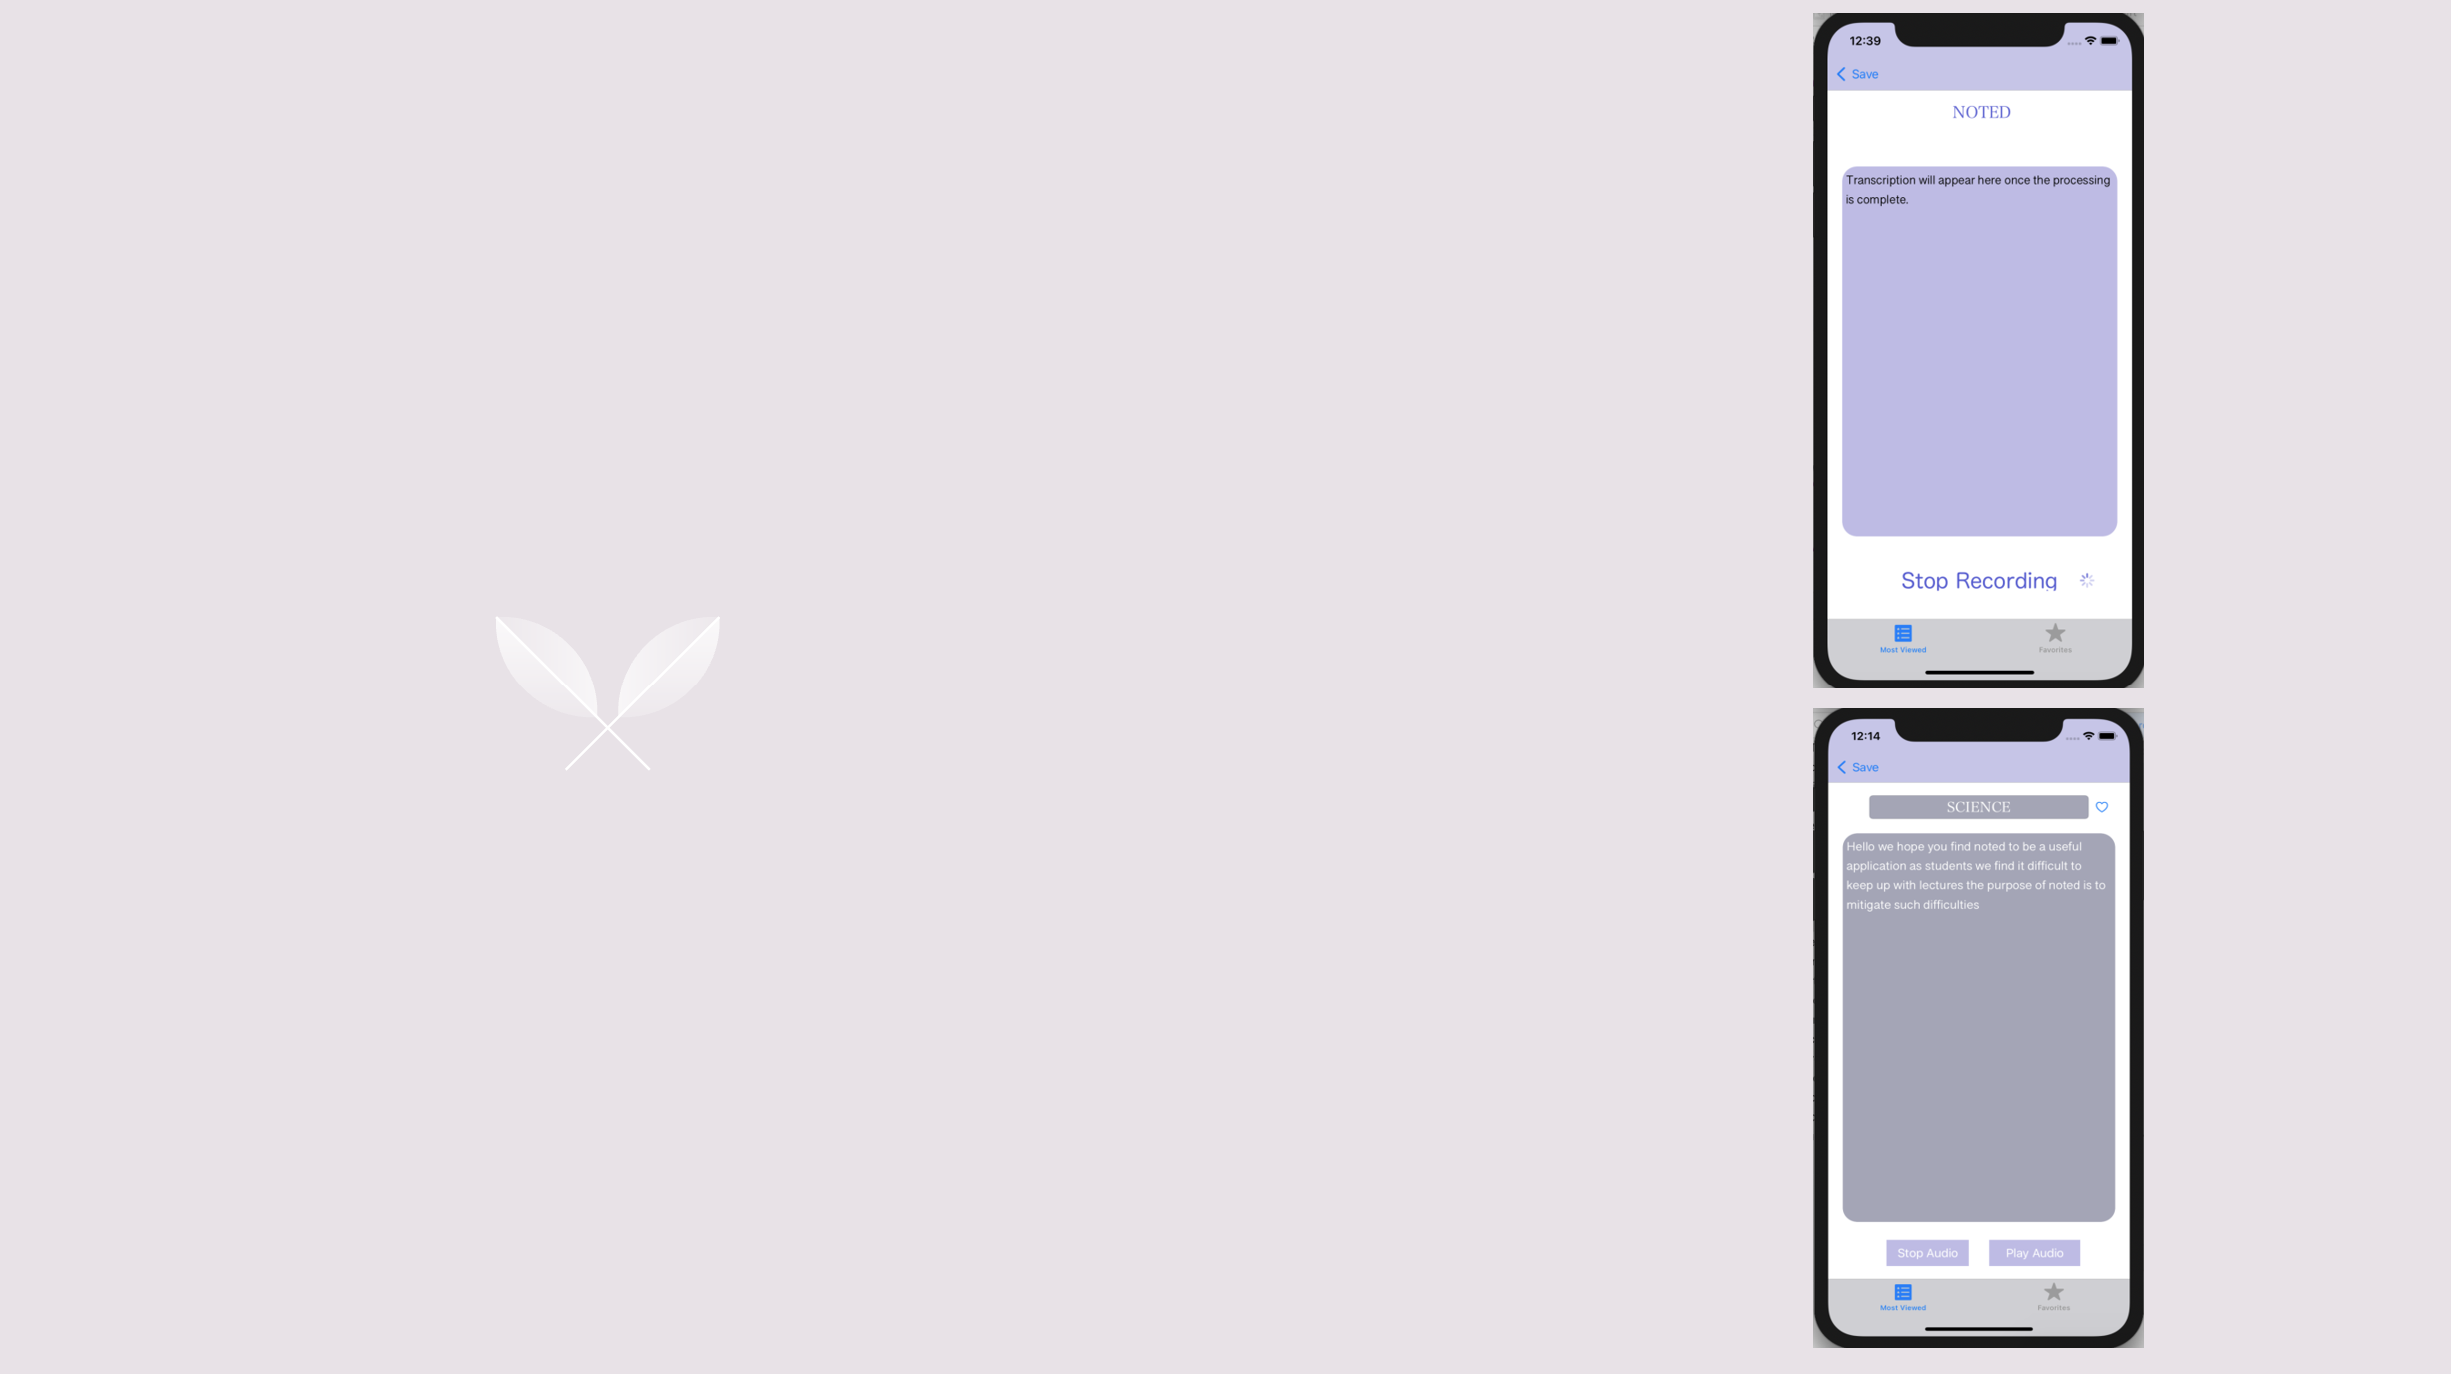 12:39
Save
NOTED
Transcription will appear here once the processing
is complete.
Stop Recording
Most Viewed
Favorites
12:14
Save
SCIENCE
Hello we hope you find noted to be a useful
application as students we find it difficult to
keep up with lectures the purpose of noted is to
mitigate such difficulties
Stop Audio
Play Audio
Most Viewed
Favorites